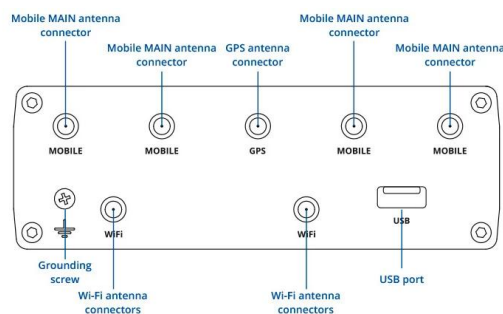 Mobile MAIN antenna
connector
Mobile MAIN antenna
connector
GPS antenna
connector
Mobile MAIN antenna
connector
Mobile MAIN antenna
connector
MOBILE
MOBILE
GPS
MOBILE
MOBILE
WiFi
WiFi
USB
Grounding
screw
Wi-Fi antenna
connectors
Wi-Fi antenna
connectors
USB port